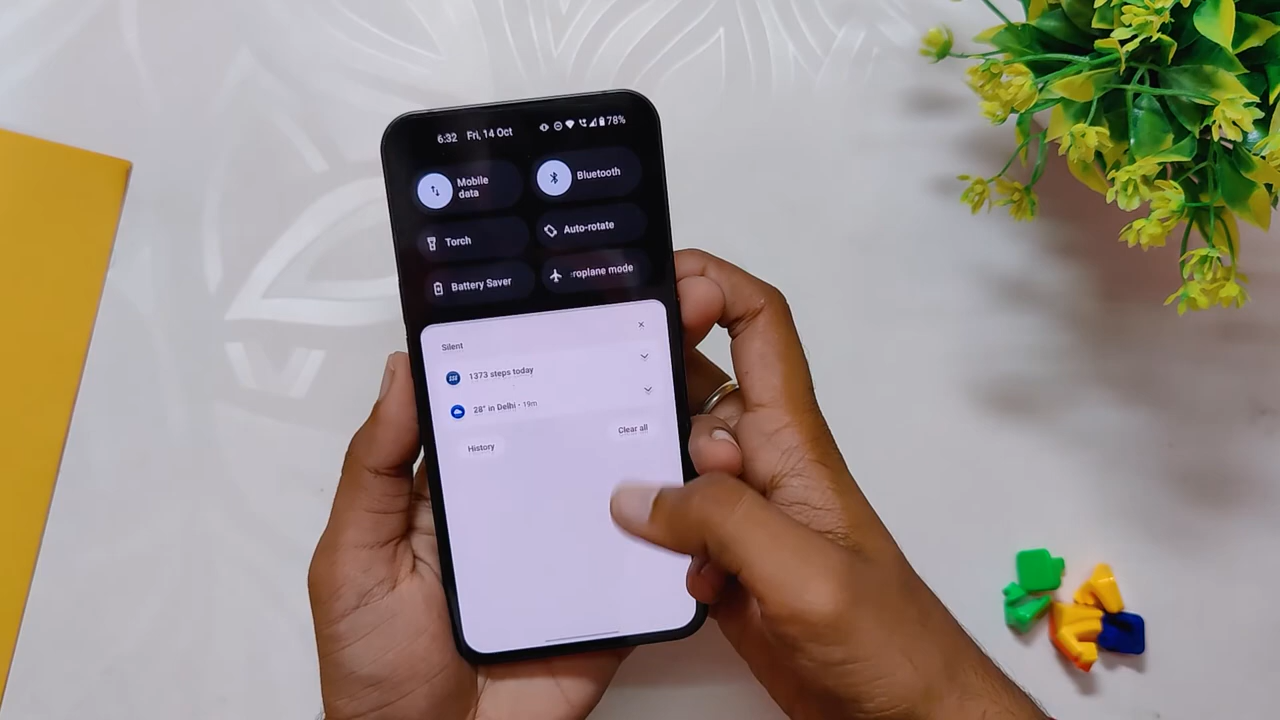 6:32 Fri, 14 Oct 78%
Mobile
data
Bluetooth
Torch
Auto-rotate
Battery Saver
roplane mode
Silent
1373 steps today
28° in Delhi · 19m
History
Clear all